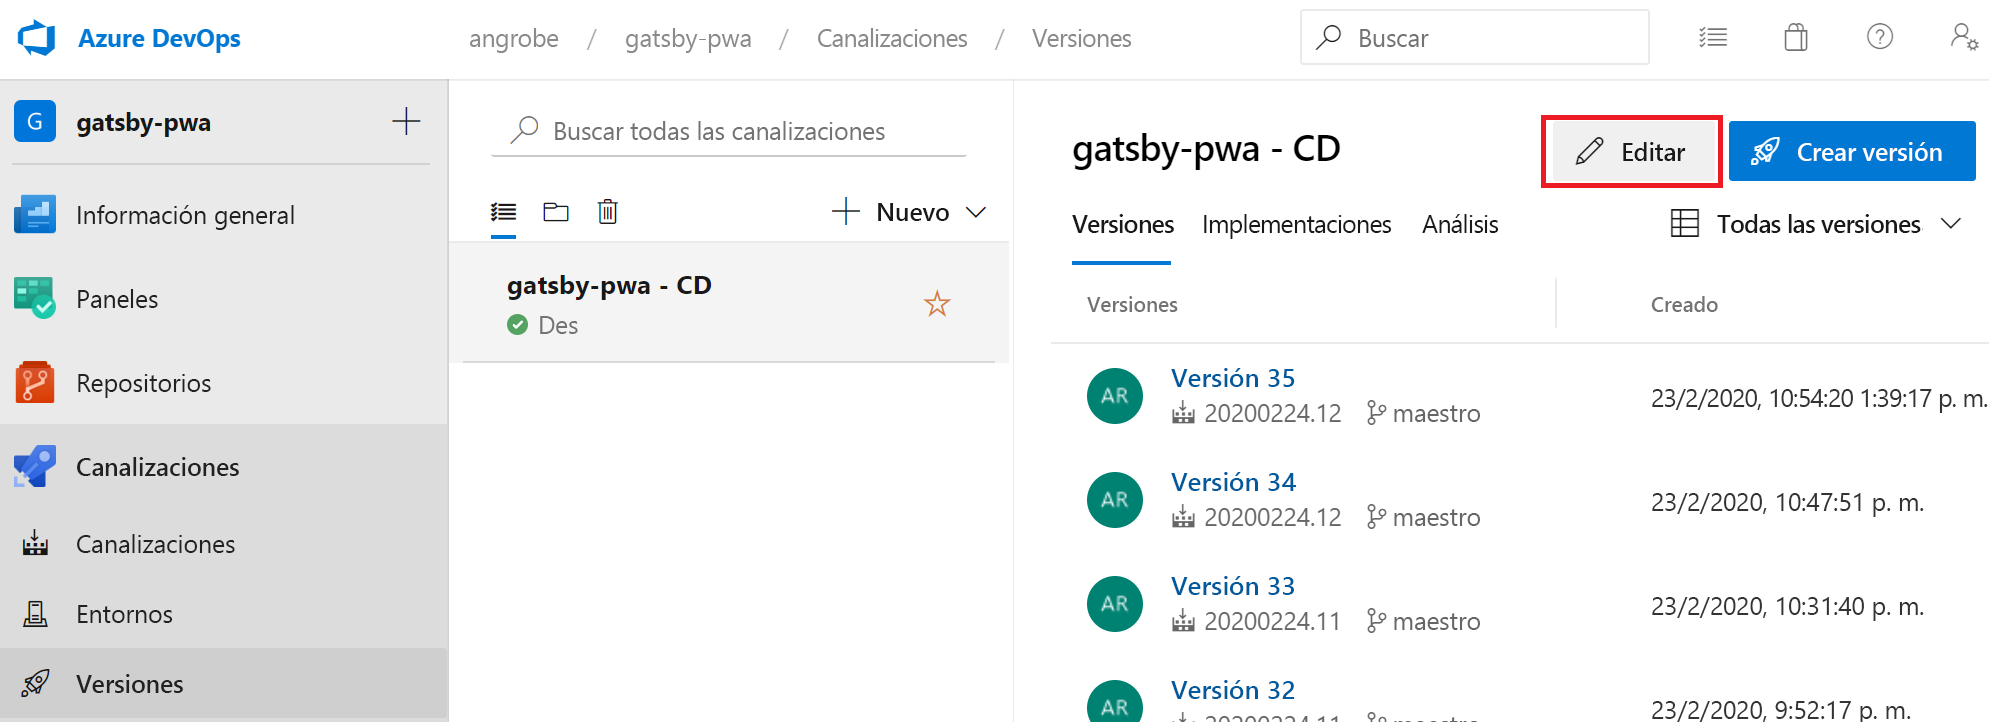 Azure DevOps
angrobe / gatsby-pwa / Canalizaciones / Versiones
Buscar
G gatsby-pwa
Información general
Paneles
Repositorios
Canalizaciones
Canalizaciones
Entornos
Versiones
Buscar todas las canalizaciones
Nuevo
gatsby-pwa - CD
Des
gatsby-pwa - CD
Editar
Crear versión
Versiones Implementaciones Análisis
Todas las versiones
Versiones Creado
AR Versión 35
20200224.12 maestro
23/2/2020, 10:54:20 1:39:17 p. m.
AR Versión 34
20200224.12 maestro
23/2/2020, 10:47:51 p. m.
AR Versión 33
20200224.11 maestro
23/2/2020, 10:31:40 p. m.
AR Versión 32
20200224.11 maestro
23/2/2020, 9:52:17 p. m.